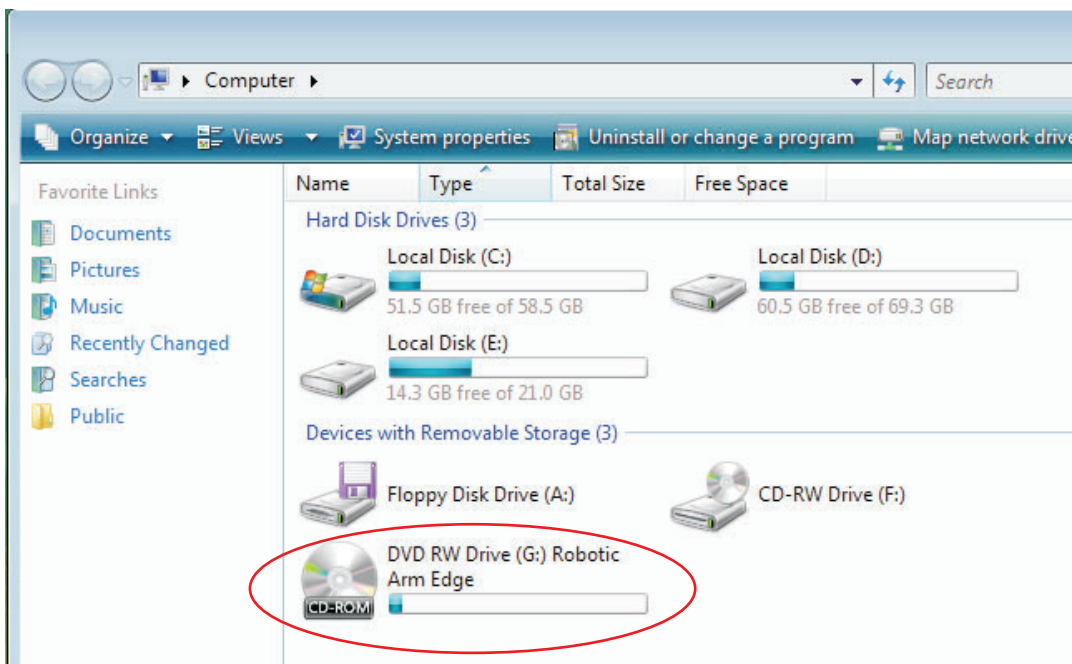 Computer
Search
Organize Views System properties Uninstall or change a program Map network drive
Favorite Links
Documents
Pictures
Music
Recently Changed
Searches
Public
Name Type Total Size Free Space
Hard Disk Drives (3)
Local Disk (C:)
51.5 GB free of 58.5 GB
Local Disk (D:)
60.5 GB free of 69.3 GB
Local Disk (E:)
14.3 GB free of 21.0 GB
Devices with Removable Storage (3)
Floppy Disk Drive (A:)
CD-RW Drive (F:)
DVD RW Drive (G:) Robotic
Arm Edge
CD-ROM